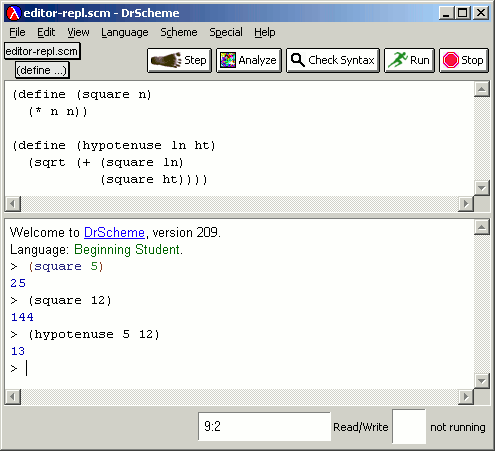 editor-repl.scm - DrScheme
File Edit View Language Scheme Special Help
editor-repl.scm
(define ...)
Step Analyze Check Syntax Run Stop
(define (square n)
  (* n n))
(define (hypotenuse ln ht)
  (sqrt (+ (square ln)
           (square ht))))
Welcome to DrScheme, version 209.
Language: Beginning Student.
> (square 5)
25
> (square 12)
144
> (hypotenuse 5 12)
13
>
9:2 Read/Write not running